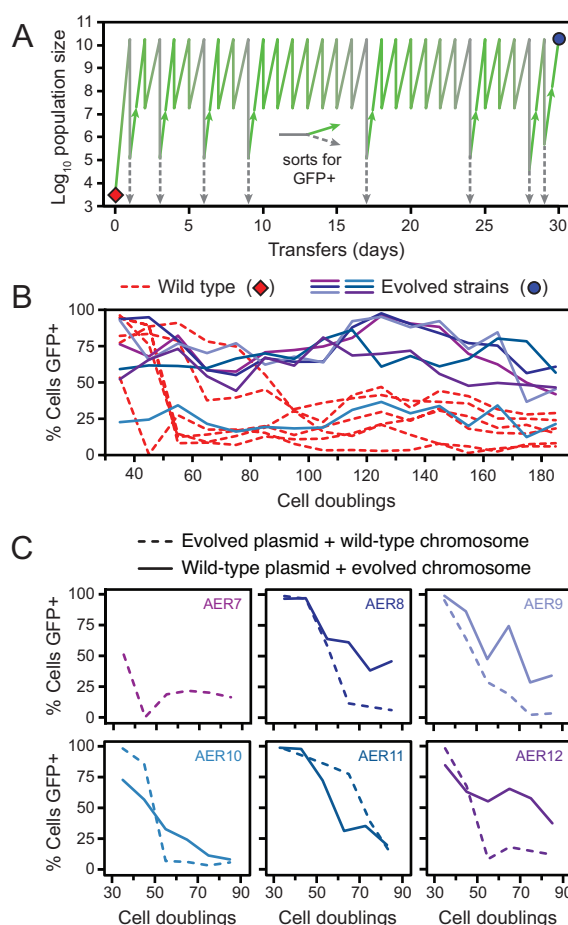 A
Log10 population size
11
10
9
8
7
6
5
4
3
sorts for
GFP+
0 5 10 15 20 25 30
Transfers (days)
B
Wild type ( ) Evolved strains ( )
% Cells GFP+
100
75
50
25
0
40 60 80 100 120 140 160 180
Cell doublings
C
Evolved plasmid + wild-type chromosome
Wild-type plasmid + evolved chromosome
% Cells GFP+
100
75
50
25
0
AER7 AER8 AER9
% Cells GFP+
100
75
50
25
0
AER10 AER11 AER12
30 50 70 90 30 50 70 90 30 50 70 90
Cell doublings Cell doublings Cell doublings